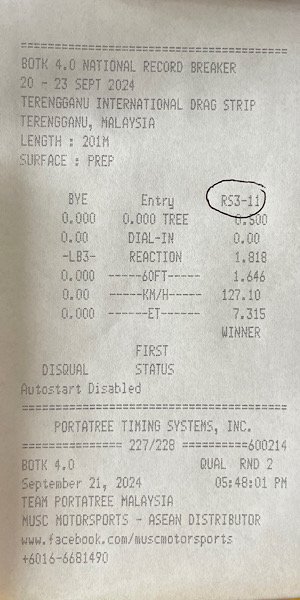 ================================
BOTK 4.0 NATIONAL RECORD BREAKER
20 - 23 SEPT 2024
TERENGGANU INTERNATIONAL DRAG STRIP
TERENGGANU, MALAYSIA
LENGTH : 201M
SURFACE : PREP
BYE Entry RS3-11
0.000 0.000 TREE 0.500
0.00 DIAL-IN 0.00
-LB3- REACTION 1.818
0.000 ------60FT----- 1.646
0.00 ------KM/H----- 127.10
0.000 ------ET----- 7.315
WINNER
FIRST
DISQUAL STATUS
Autostart Disabled
================================
PORTATREE TIMING SYSTEMS, INC.
=============== 227/228 ==========600214
BOTK 4.0 QUAL RND 2
September 21, 2024 05:48:01 PM
TEAM PORTATREE MALAYSIA
MUSC MOTORSPORTS - ASEAN DISTRIBUTOR
www.facebook.com/muscmotorsports
+6016-6681490